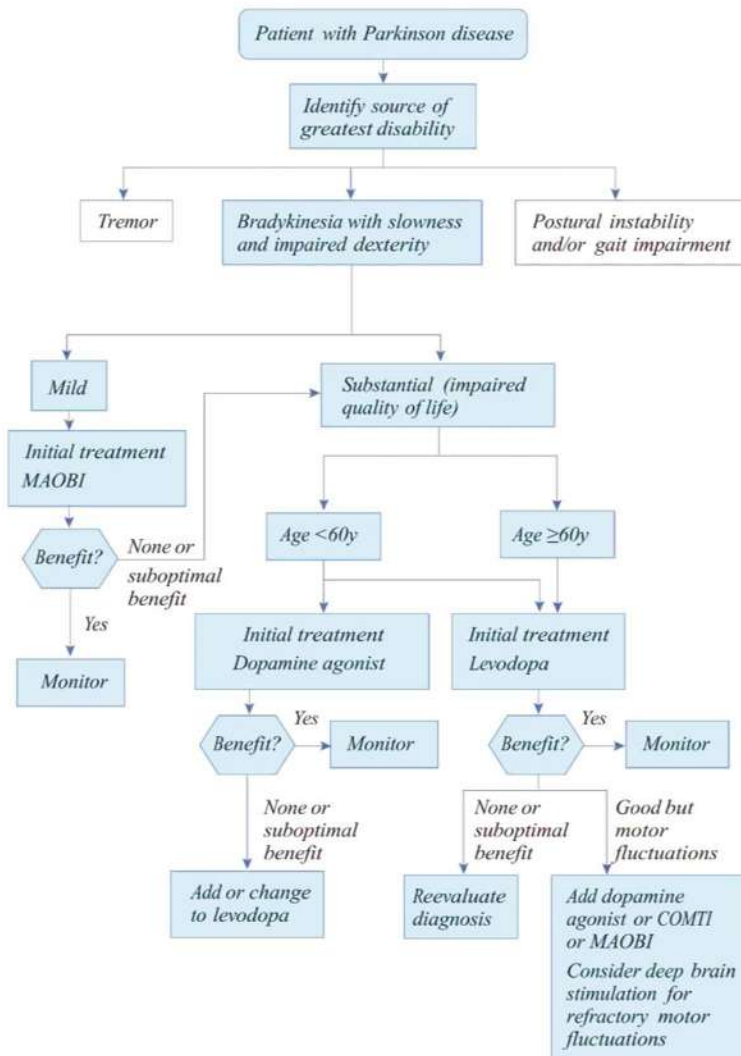 Patient with Parkinson disease
Identify source of
greatest disability
Tremor
Bradykinesia with slowness
and impaired dexterity
Postural instability
and/or gait impairment
Mild
Substantial (impaired
quality of life)
Initial treatment
MAOBI
Age <60y
Age ≥60y
Benefit?
None or
suboptimal
benefit
Yes
Monitor
Initial treatment
Dopamine agonist
Initial treatment
Levodopa
Benefit?
Yes
Monitor
Benefit?
Yes
Monitor
None or
suboptimal
benefit
None or
suboptimal
benefit
Good but
motor
fluctuations
Add or change
to levodopa
Reevaluate
diagnosis
Add dopamine
agonist or COMTI
or MAOBI
Consider deep brain
stimulation for
refractory motor
fluctuations